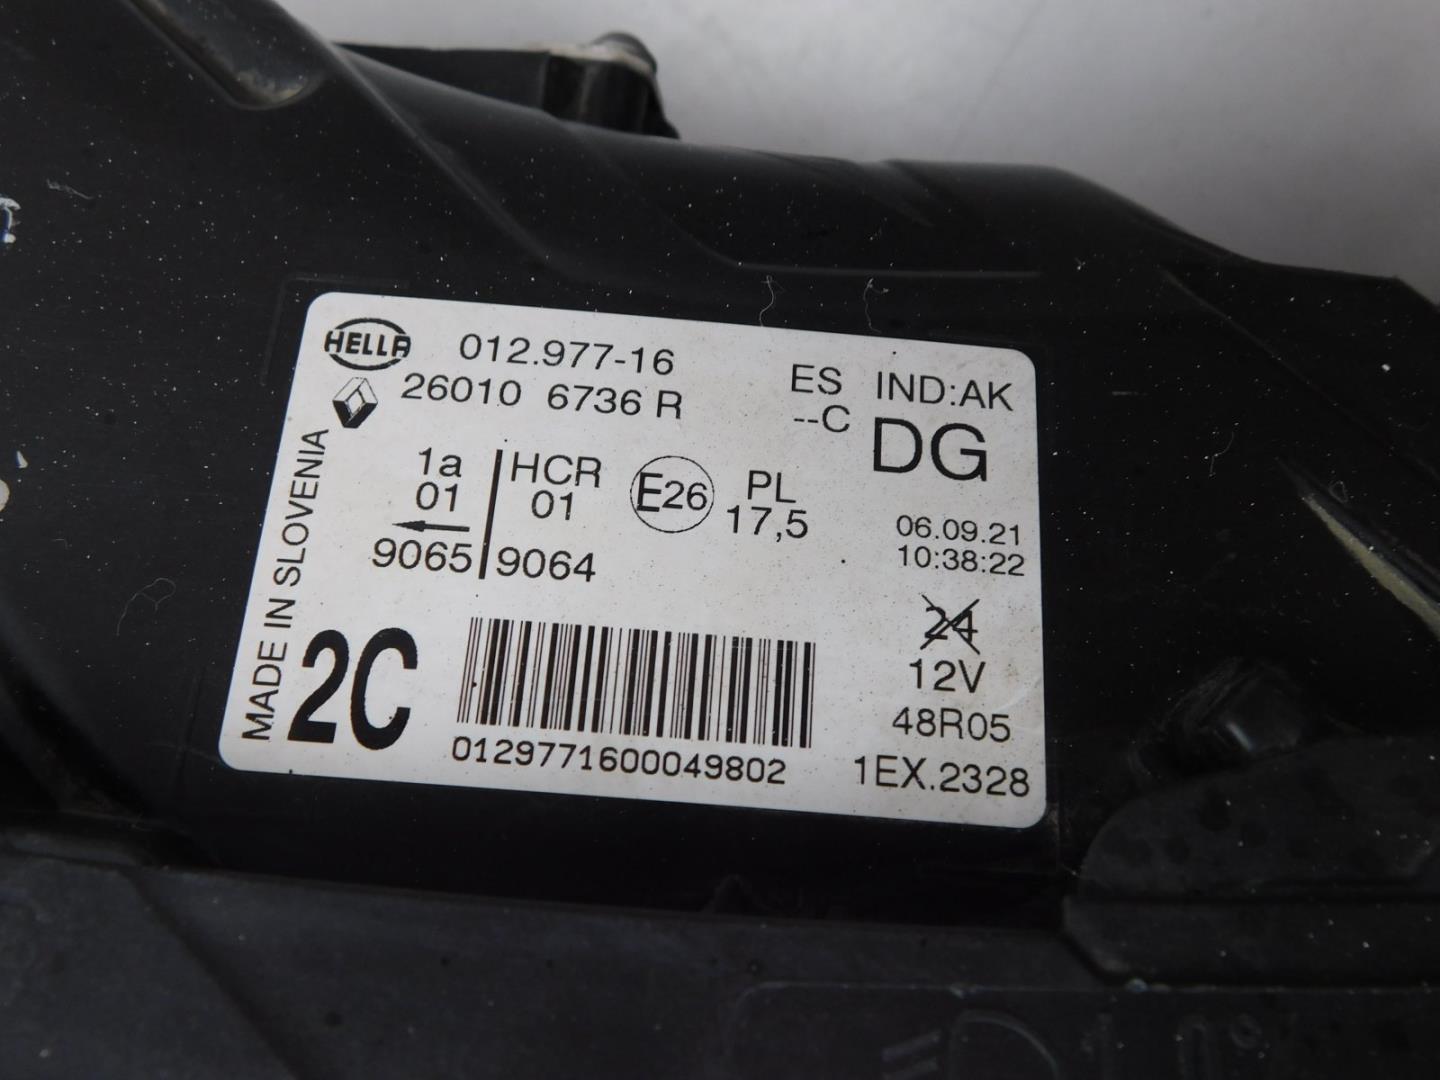 HELLA
012.977-16
26010 6736 R
ES IND:AK
--C DG
MADE IN SLOVENIA
1a HCR
01 01
9065 9064
E26
PL
17,5
06.09.21
10:38:22
24
12V
48R05
1EX.2328
2C
0129771600049802